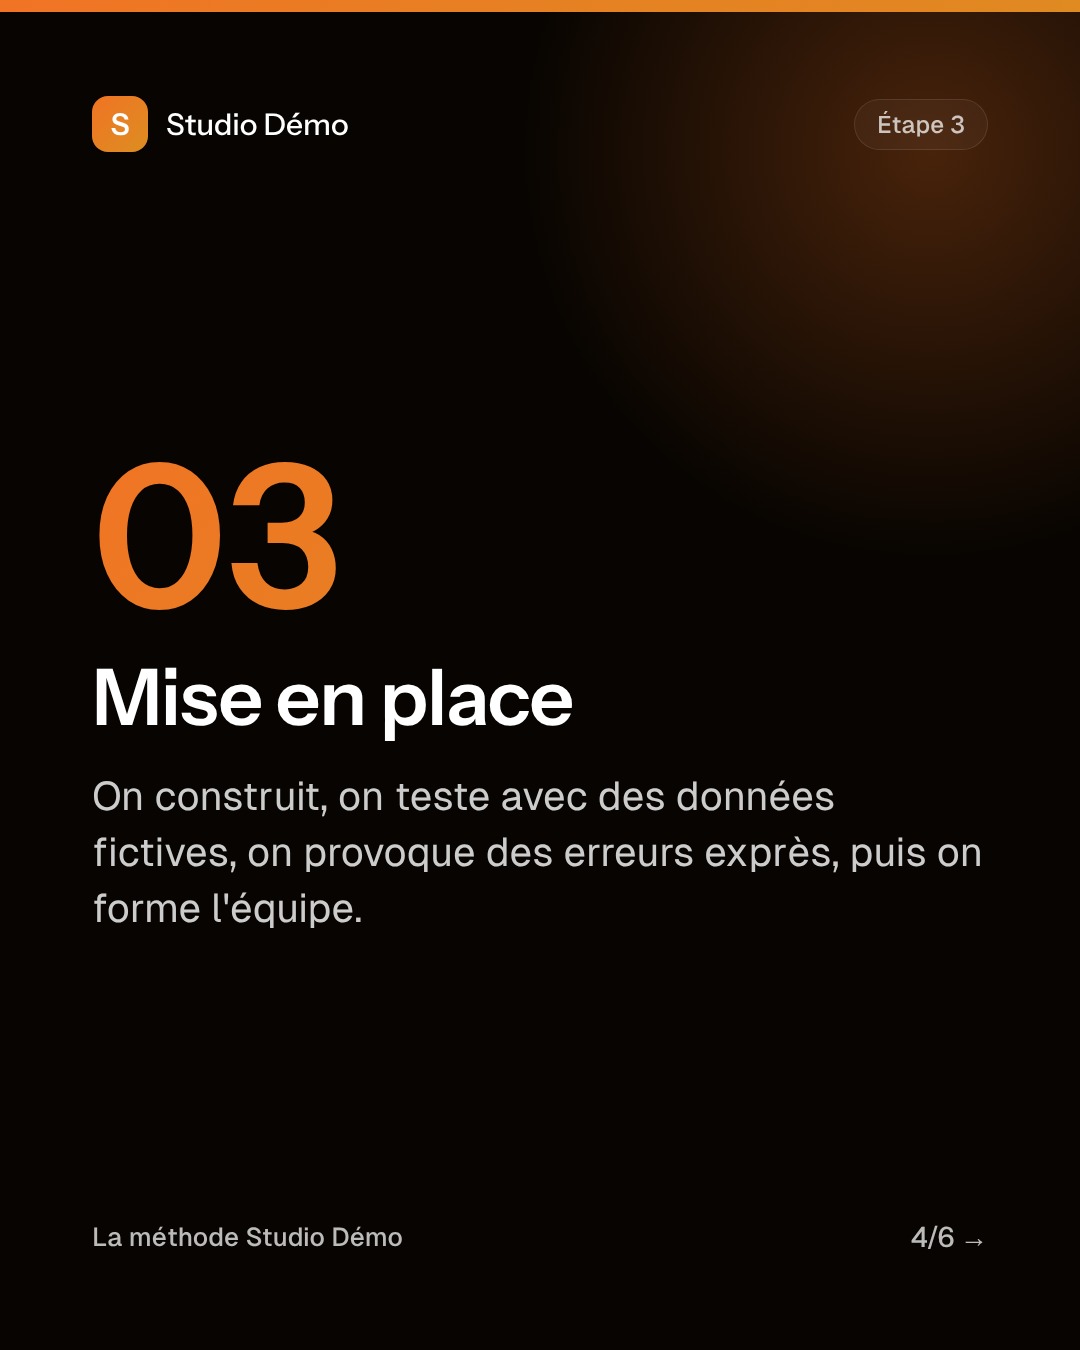 S Studio Démo
Étape 3
03
Mise en place
On construit, on teste avec des données
fictives, on provoque des erreurs exprès, puis on
forme l'équipe.
La méthode Studio Démo
4/6 →